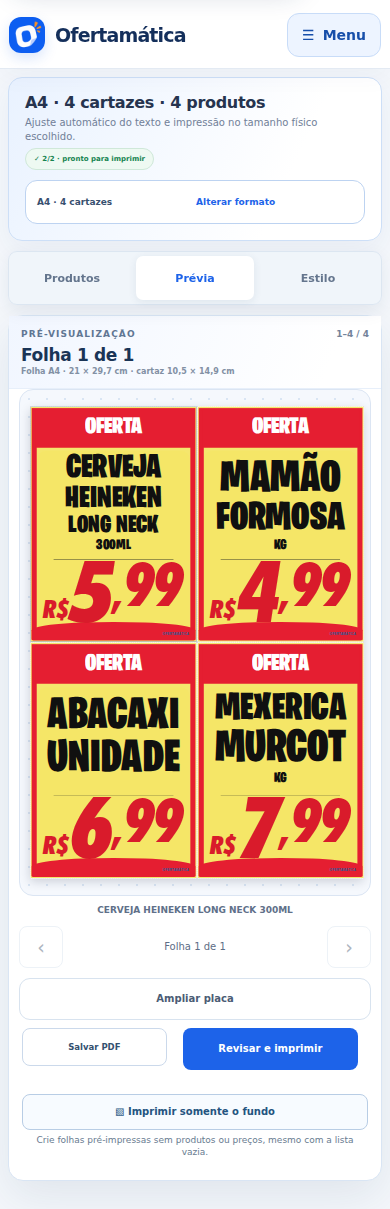 Ofertamática
☰ Menu
A4 · 4 cartazes · 4 produtos
Ajuste automático do texto e impressão no tamanho físico
escolhido.
✓ 2/2 · pronto para imprimir
A4 · 4 cartazes
Alterar formato
Produtos
Prévia
Estilo
PRÉ-VISUALIZAÇÃO
1–4 / 4
Folha 1 de 1
Folha A4 · 21 × 29,7 cm · cartaz 10,5 × 14,9 cm
OFERTA
CERVEJA
HEINEKEN
LONG NECK
300ML
R$5,99
OFERTA
MAMÃO
FORMOSA
KG
R$4,99
OFERTA
ABACAXI
UNIDADE
R$6,99
OFERTA
MEXERICA
MURCOT
KG
R$7,99
CERVEJA HEINEKEN LONG NECK 300ML
‹
Folha 1 de 1
›
Ampliar placa
Salvar PDF
Revisar e imprimir
▧ Imprimir somente o fundo
Crie folhas pré-impressas sem produtos ou preços, mesmo com a lista
vazia.